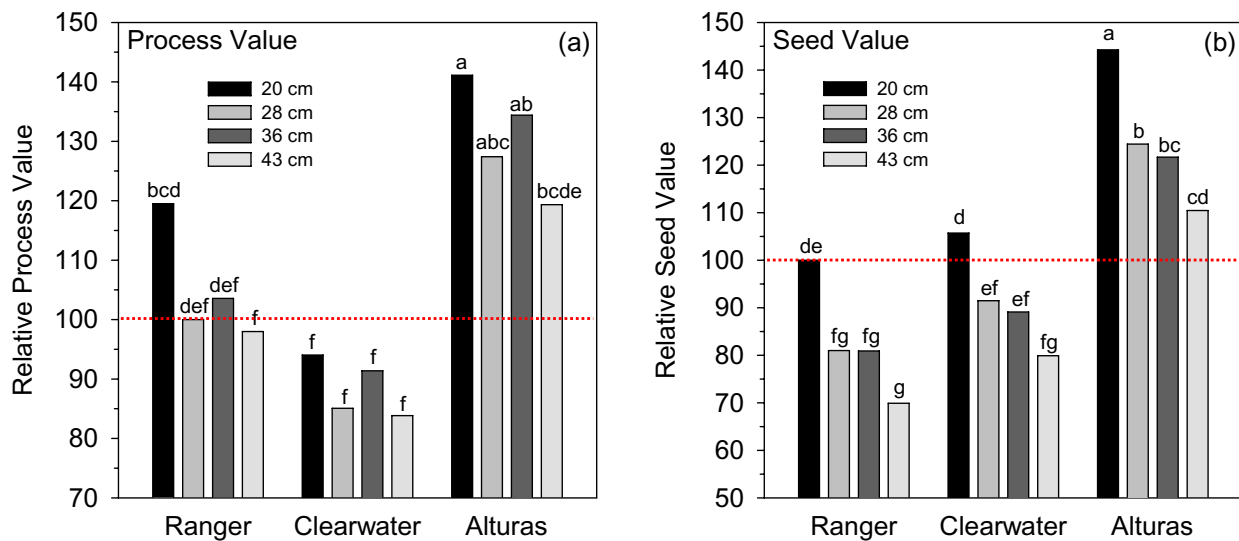 Process Value (a)
20 cm
28 cm
36 cm
43 cm
Relative Process Value
150
140
130
120
110
100
90
80
70
bcd
def
def
f
f
f
f
f
a
abc
ab
bcde
Ranger Clearwater Alturas
Seed Value (b)
20 cm
28 cm
36 cm
43 cm
Relative Seed Value
150
140
130
120
110
100
90
80
70
60
50
de
fg
fg
g
d
ef
ef
fg
a
b
bc
cd
Ranger Clearwater Alturas